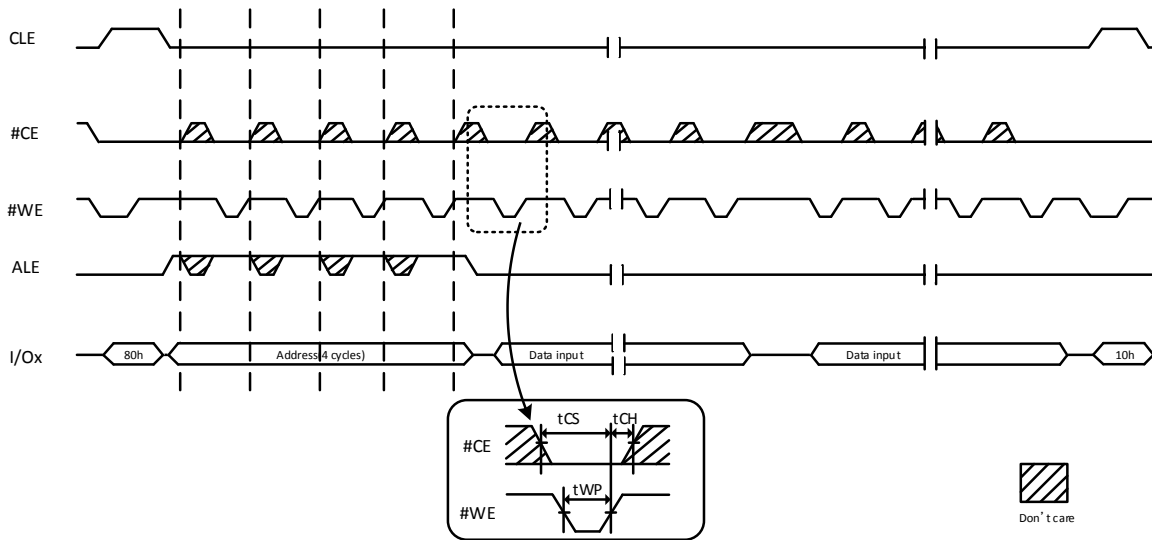 CLE
#CE
#WE
ALE
I/Ox
80h
Address(4 cycles)
Data input
Data input
10h
tCS
tCH
#CE
tWP
#WE
Don't care